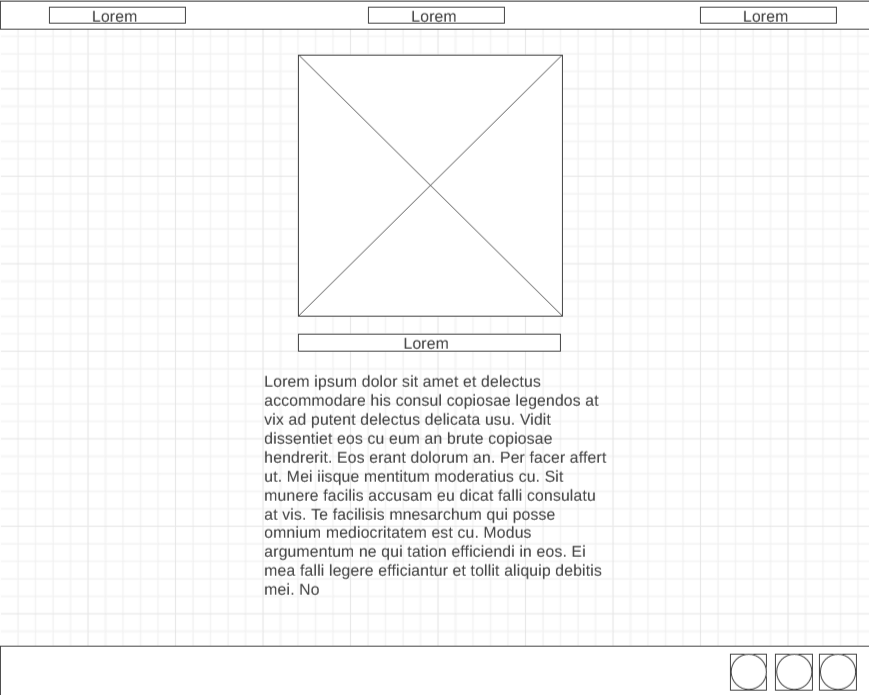 Lorem
Lorem
Lorem
Lorem
Lorem ipsum dolor sit amet et delectus
accommodare his consul copiosae legendos at
vix ad putent delectus delicata usu. Vidit
dissentiet eos cu eum an brute copiosae
hendrerit. Eos erant dolorum an. Per facer affert
ut. Mei iisque mentitum moderatius cu. Sit
munere facilis accusam eu dicat falli consulatu
at vis. Te facilisis mnesarchum qui posse
omnium mediocritatem est cu. Modus
argumentum ne qui tation efficiendi in eos. Ei
mea falli legere efficiantur et tollit aliquip debitis
mei. No